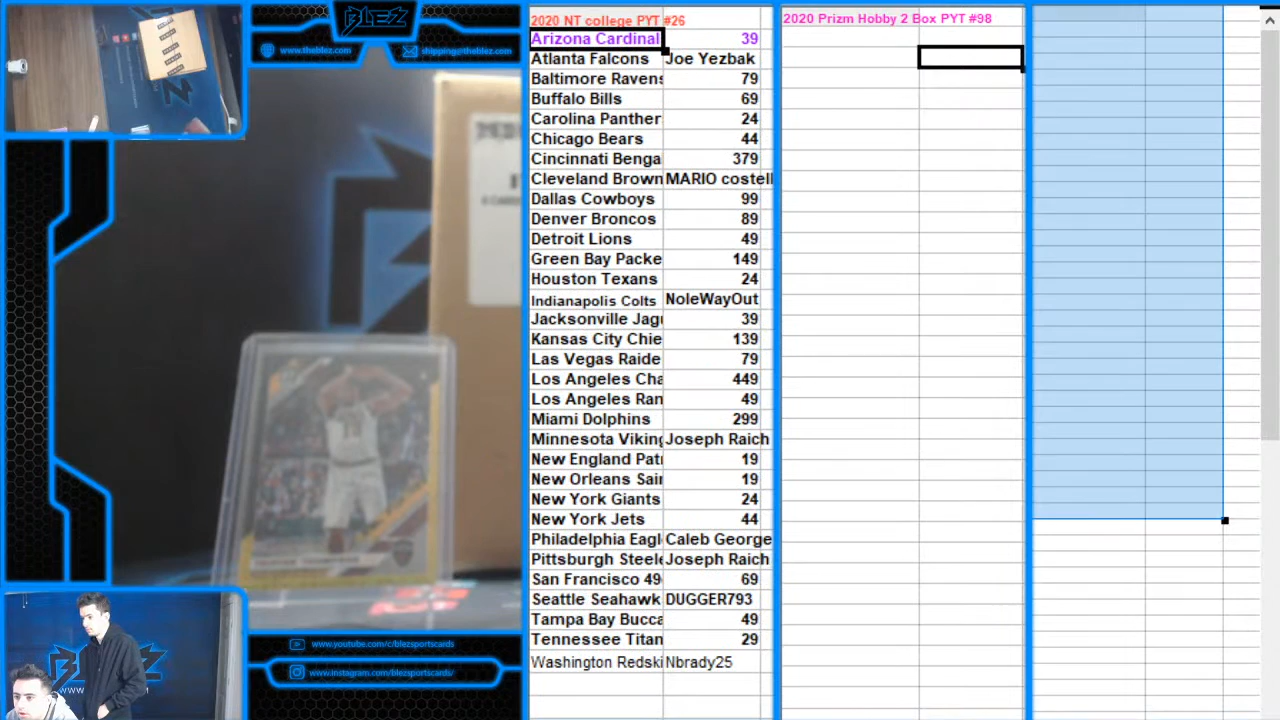 BLEZ
www.theblez.com
shipping@theblez.com
www.youtube.com/c/blezsportscards
www.instagram.com/blezsportscards/
2020 NT college PYT #26
Arizona Cardinal 39
Atlanta Falcons Joe Yezbak
Baltimore Ravens 79
Buffalo Bills 69
Carolina Panther 24
Chicago Bears 44
Cincinnati Benga 379
Cleveland Brown MARIO costell
Dallas Cowboys 99
Denver Broncos 89
Detroit Lions 49
Green Bay Packe 149
Houston Texans 24
Indianapolis Colts NoleWayOut
Jacksonville Jagu 39
Kansas City Chie 139
Las Vegas Raide 79
Los Angeles Cha 449
Los Angeles Ran 49
Miami Dolphins 299
Minnesota Viking Joseph Raich
New England Patr 19
New Orleans Sain 19
New York Giants 24
New York Jets 44
Philadelphia Eagl Caleb George
Pittsburgh Steele Joseph Raich
San Francisco 49 69
Seattle Seahawk DUGGER793
Tampa Bay Bucca 49
Tennessee Titan 29
Washington Redski Nbrady25
2020 Prizm Hobby 2 Box PYT #98